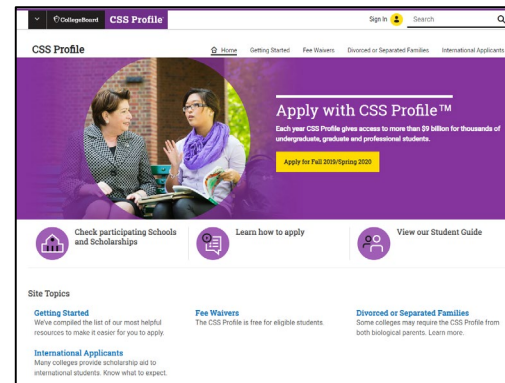 CollegeBoard CSS Profile
Sign In Search
CSS Profile
Home Getting Started Fee Waivers Divorced or Separated Families International Applicants
Apply with CSS Profile™
Each year CSS Profile gives access to more than $9 billion for thousands of
undergraduate, graduate and professional students.
Apply for Fall 2019/Spring 2020
Check participating Schools
and Scholarships
Learn how to apply
View our Student Guide
Site Topics
Getting Started
We've compiled the list of our most helpful
resources to make it easier for you to apply.
Fee Waivers
The CSS Profile is free for eligible students.
Divorced or Separated Families
Some colleges may require the CSS Profile from
both biological parents. Learn more.
International Applicants
Many colleges provide scholarship aid to
international students. Know what to expect.